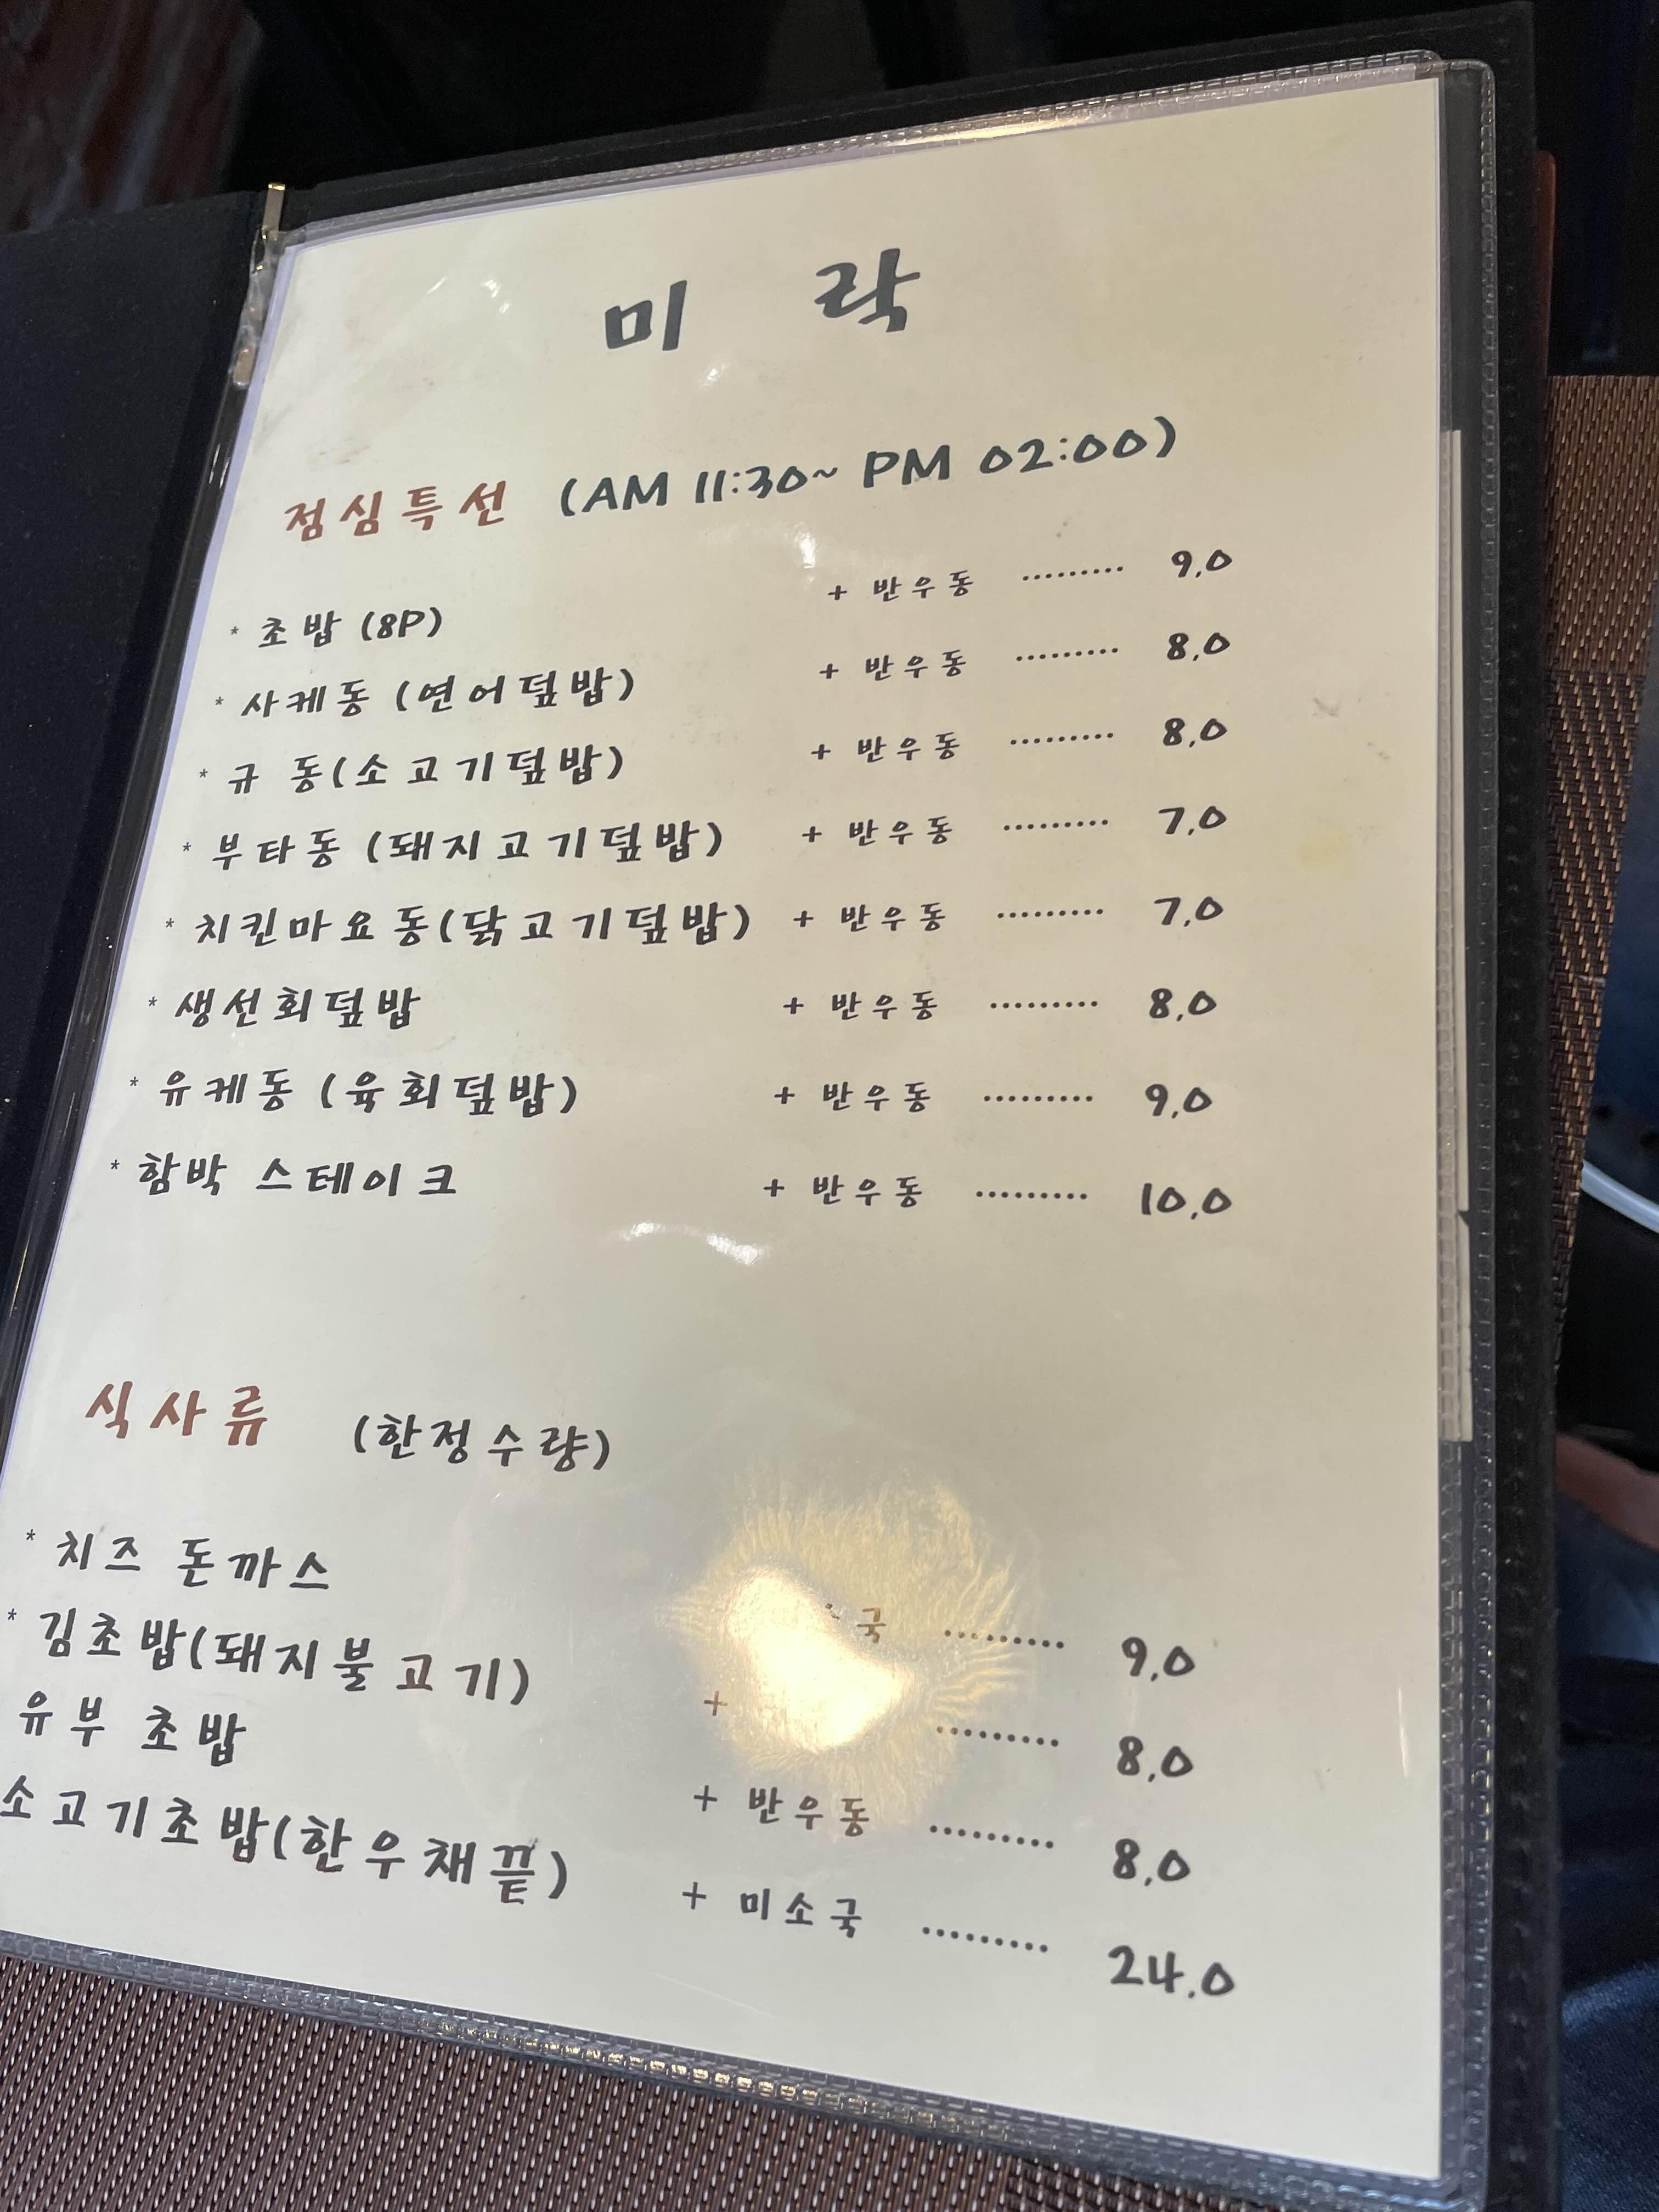 미 락
점심특선 (AM 11:30~ PM 02:00)
* 초밥 (8P) + 반우동 ········· 9,0
* 사케동 (연어덮밥) + 반우동 ········· 8,0
* 규 동(소고기덮밥) + 반우동 ········· 8,0
* 부타동 (돼지고기덮밥) + 반우동 ········· 7,0
* 치킨마요동(닭고기덮밥) + 반우동 ········· 7,0
* 생선회덮밥 + 반우동 ········· 8,0
* 유케동 (육회덮밥) + 반우동 ········· 9,0
* 함박 스테이크 + 반우동 ········· 10,0
식사류 (한정수량)
* 치즈 돈까스 ········· 9,0
* 김초밥(돼지불고기) + ········· 8,0
유부 초밥 + 반우동 ········· 8,0
소고기초밥(한우채끝) + 미소국 ········· 24.0